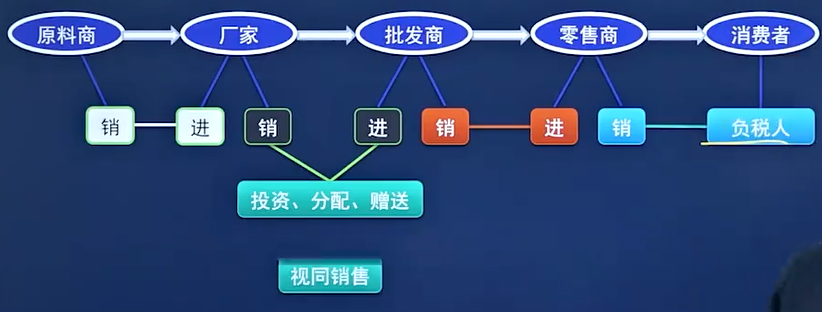 原料商 厂家 批发商 零售商 消费者
销 进 销 进 销 进 销 负税人
投资、分配、赠送
视同销售